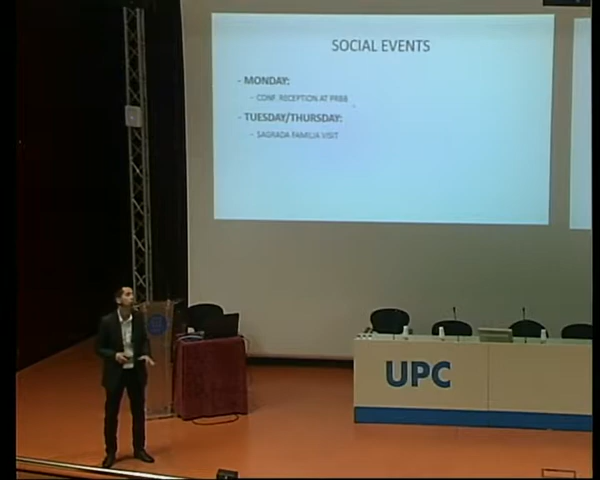 SOCIAL EVENTS
- MONDAY:
- CONF. RECEPTION AT PRBB
- TUESDAY/THURSDAY:
- SAGRADA FAMILIA VISIT
UPC